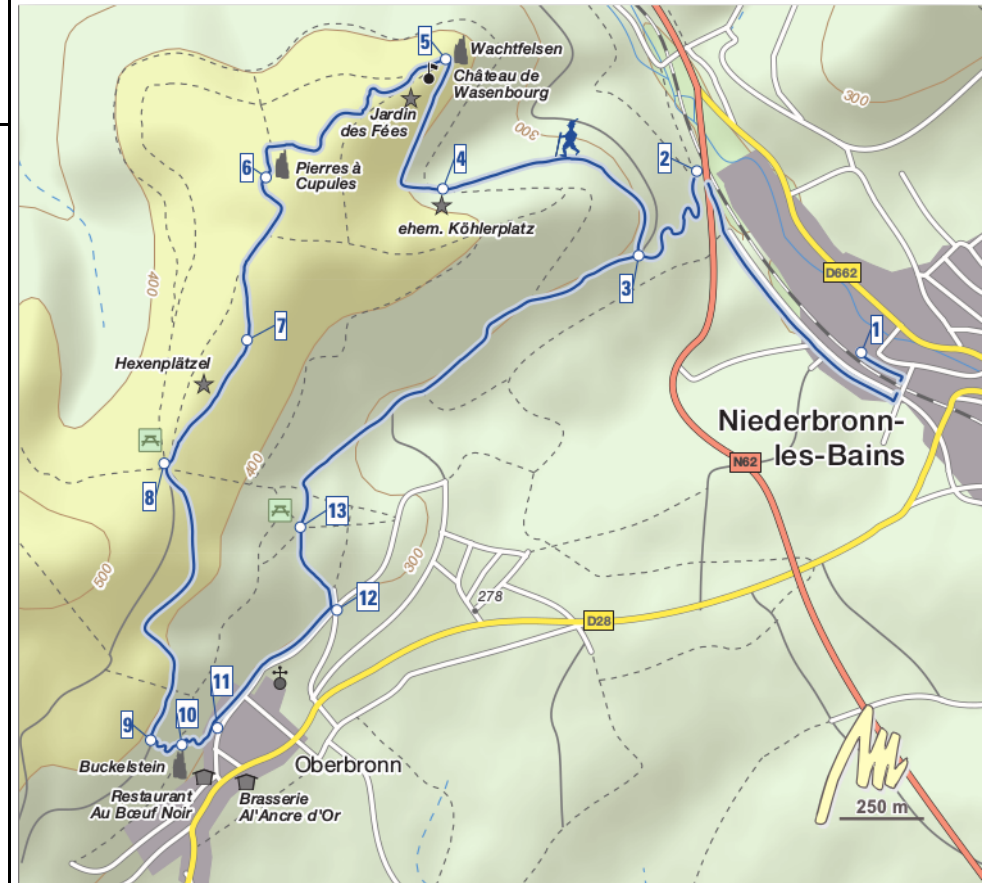 5
Wachtfelsen
Château de
Wasenbourg
Jardin
des Fées
300
300
4
2
6
Pierres à
Cupules
ehem. Köhlerplatz
400
3
D662
7
1
Hexenplätzel
Niederbronn-
les-Bains
N62
8
400
13
500
300
12
278
D28
11
10
9
Buckelstein
Oberbronn
Restaurant
Au Bœuf Noir
Brasserie
Al'Ancre d'Or
250 m